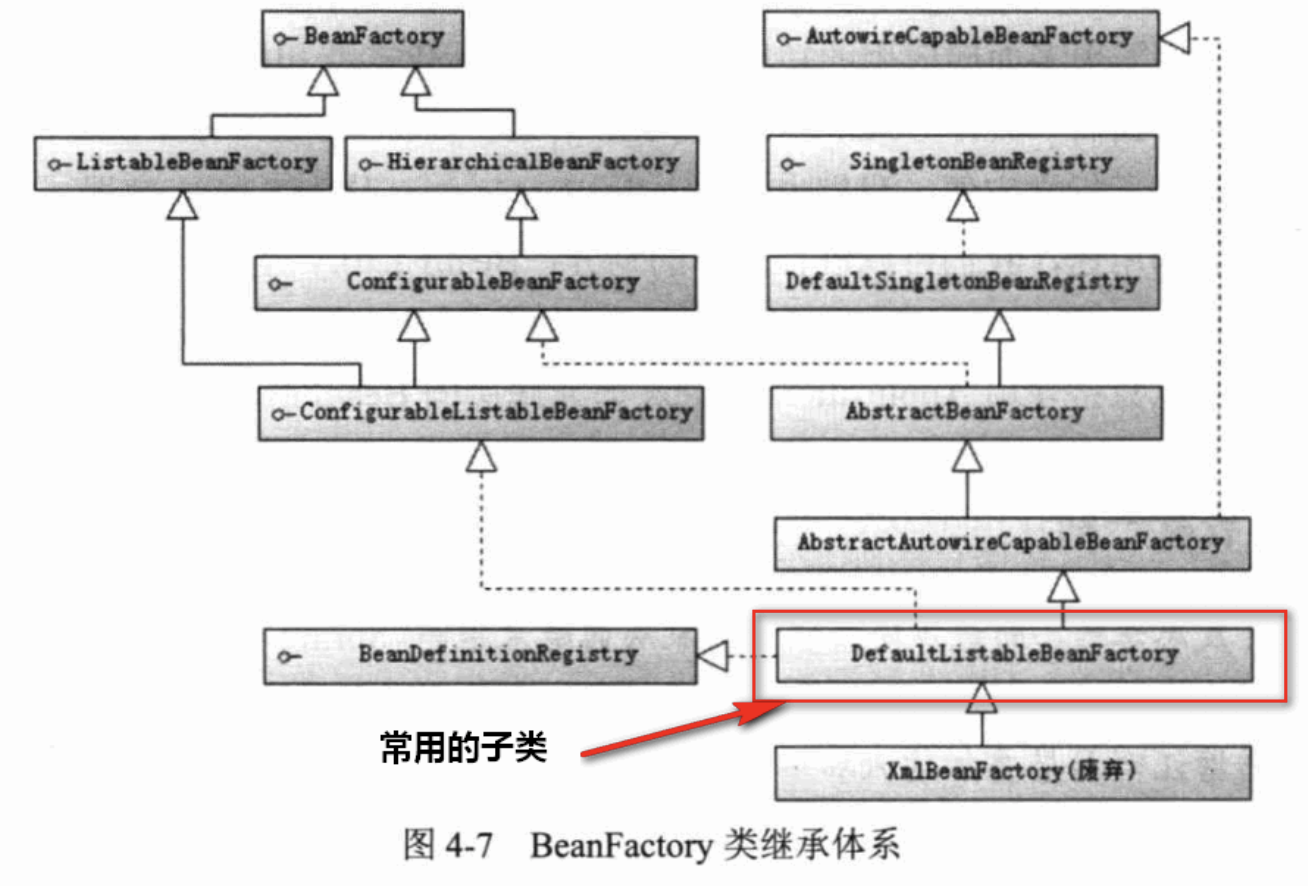 BeanFactory
AutowireCapableBeanFactory
ListableBeanFactory
HierarchicalBeanFactory
SingletonBeanRegistry
ConfigurableBeanFactory
DefaultSingletonBeanRegistry
ConfigurableListableBeanFactory
AbstractBeanFactory
AbstractAutowireCapableBeanFactory
BeanDefinitionRegistry
DefaultListableBeanFactory
常用的子类
XmlBeanFactory(废弃)
图 4-7 BeanFactory 类继承体系